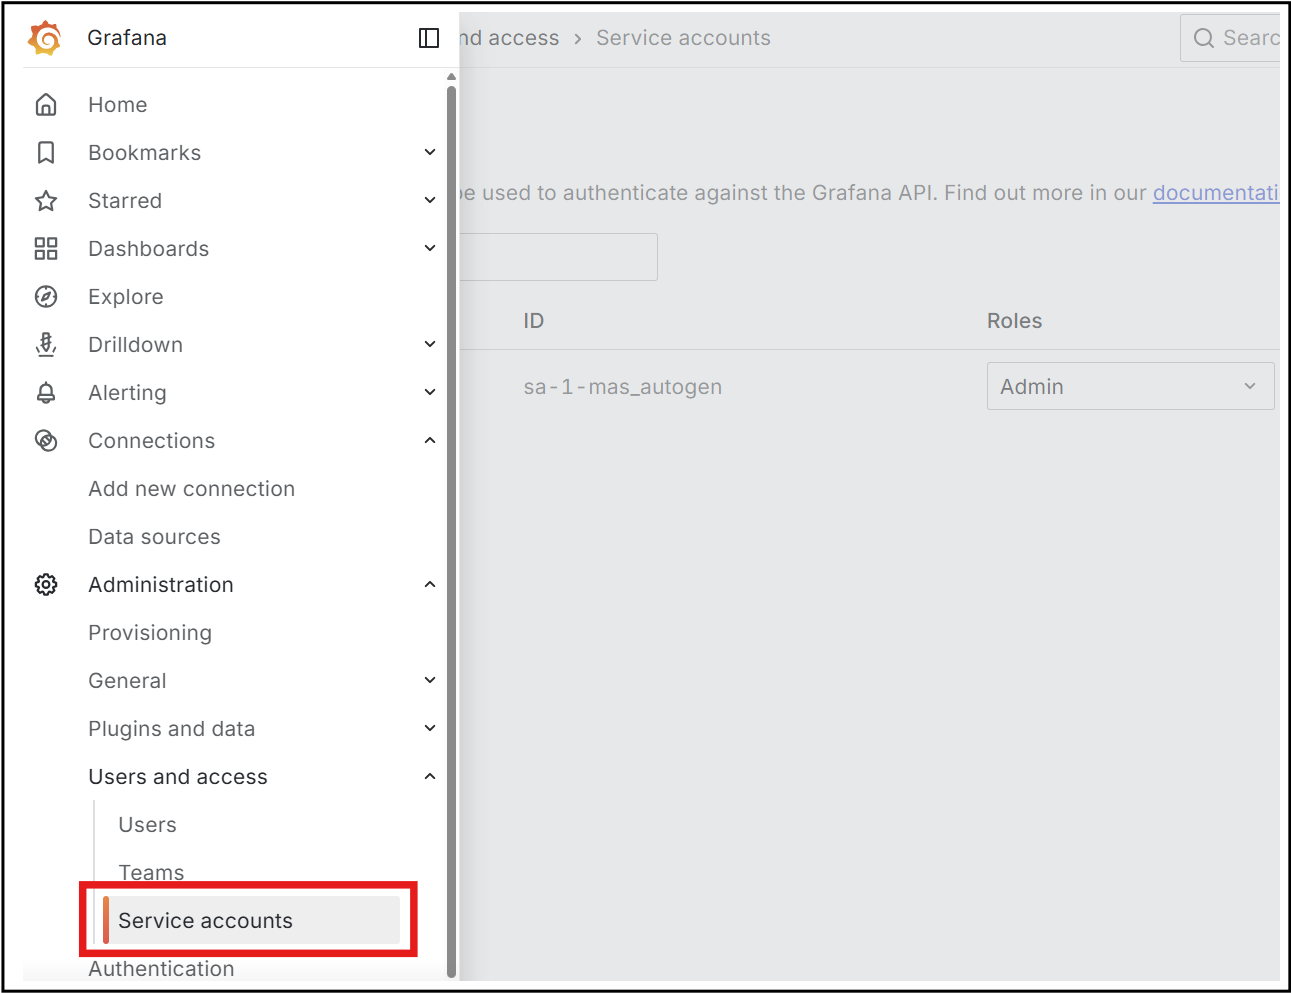 Grafana
nd access › Service accounts
Searc
Home
Bookmarks
Starred
be used to authenticate against the Grafana API. Find out more in our documentati
Dashboards
Explore
ID
Roles
Drilldown
Alerting
sa-1-mas_autogen
Admin
Connections
Add new connection
Data sources
Administration
Provisioning
General
Plugins and data
Users and access
Users
Teams
Service accounts
Authentication